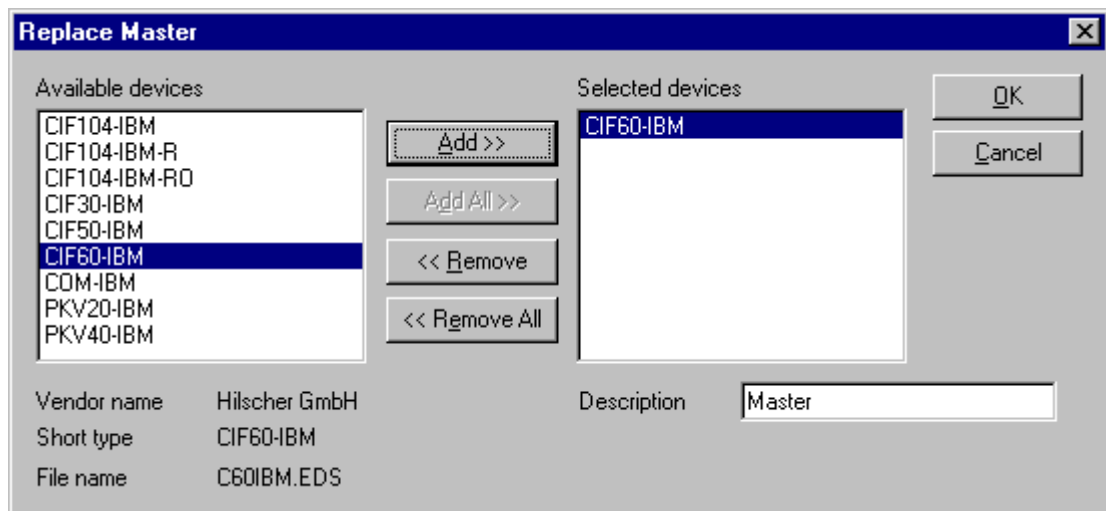 Replace Master
Available devices
CIF104-IBM
CIF104-IBM-R
CIF104-IBM-RO
CIF30-IBM
CIF50-IBM
CIF60-IBM
COM-IBM
PKV20-IBM
PKV40-IBM
Add >>
Add All >>
<< Remove
<< Remove All
Selected devices
CIF60-IBM
OK
Cancel
Vendor name Hilscher GmbH
Short type CIF60-IBM
File name C60IBM.EDS
Description Master